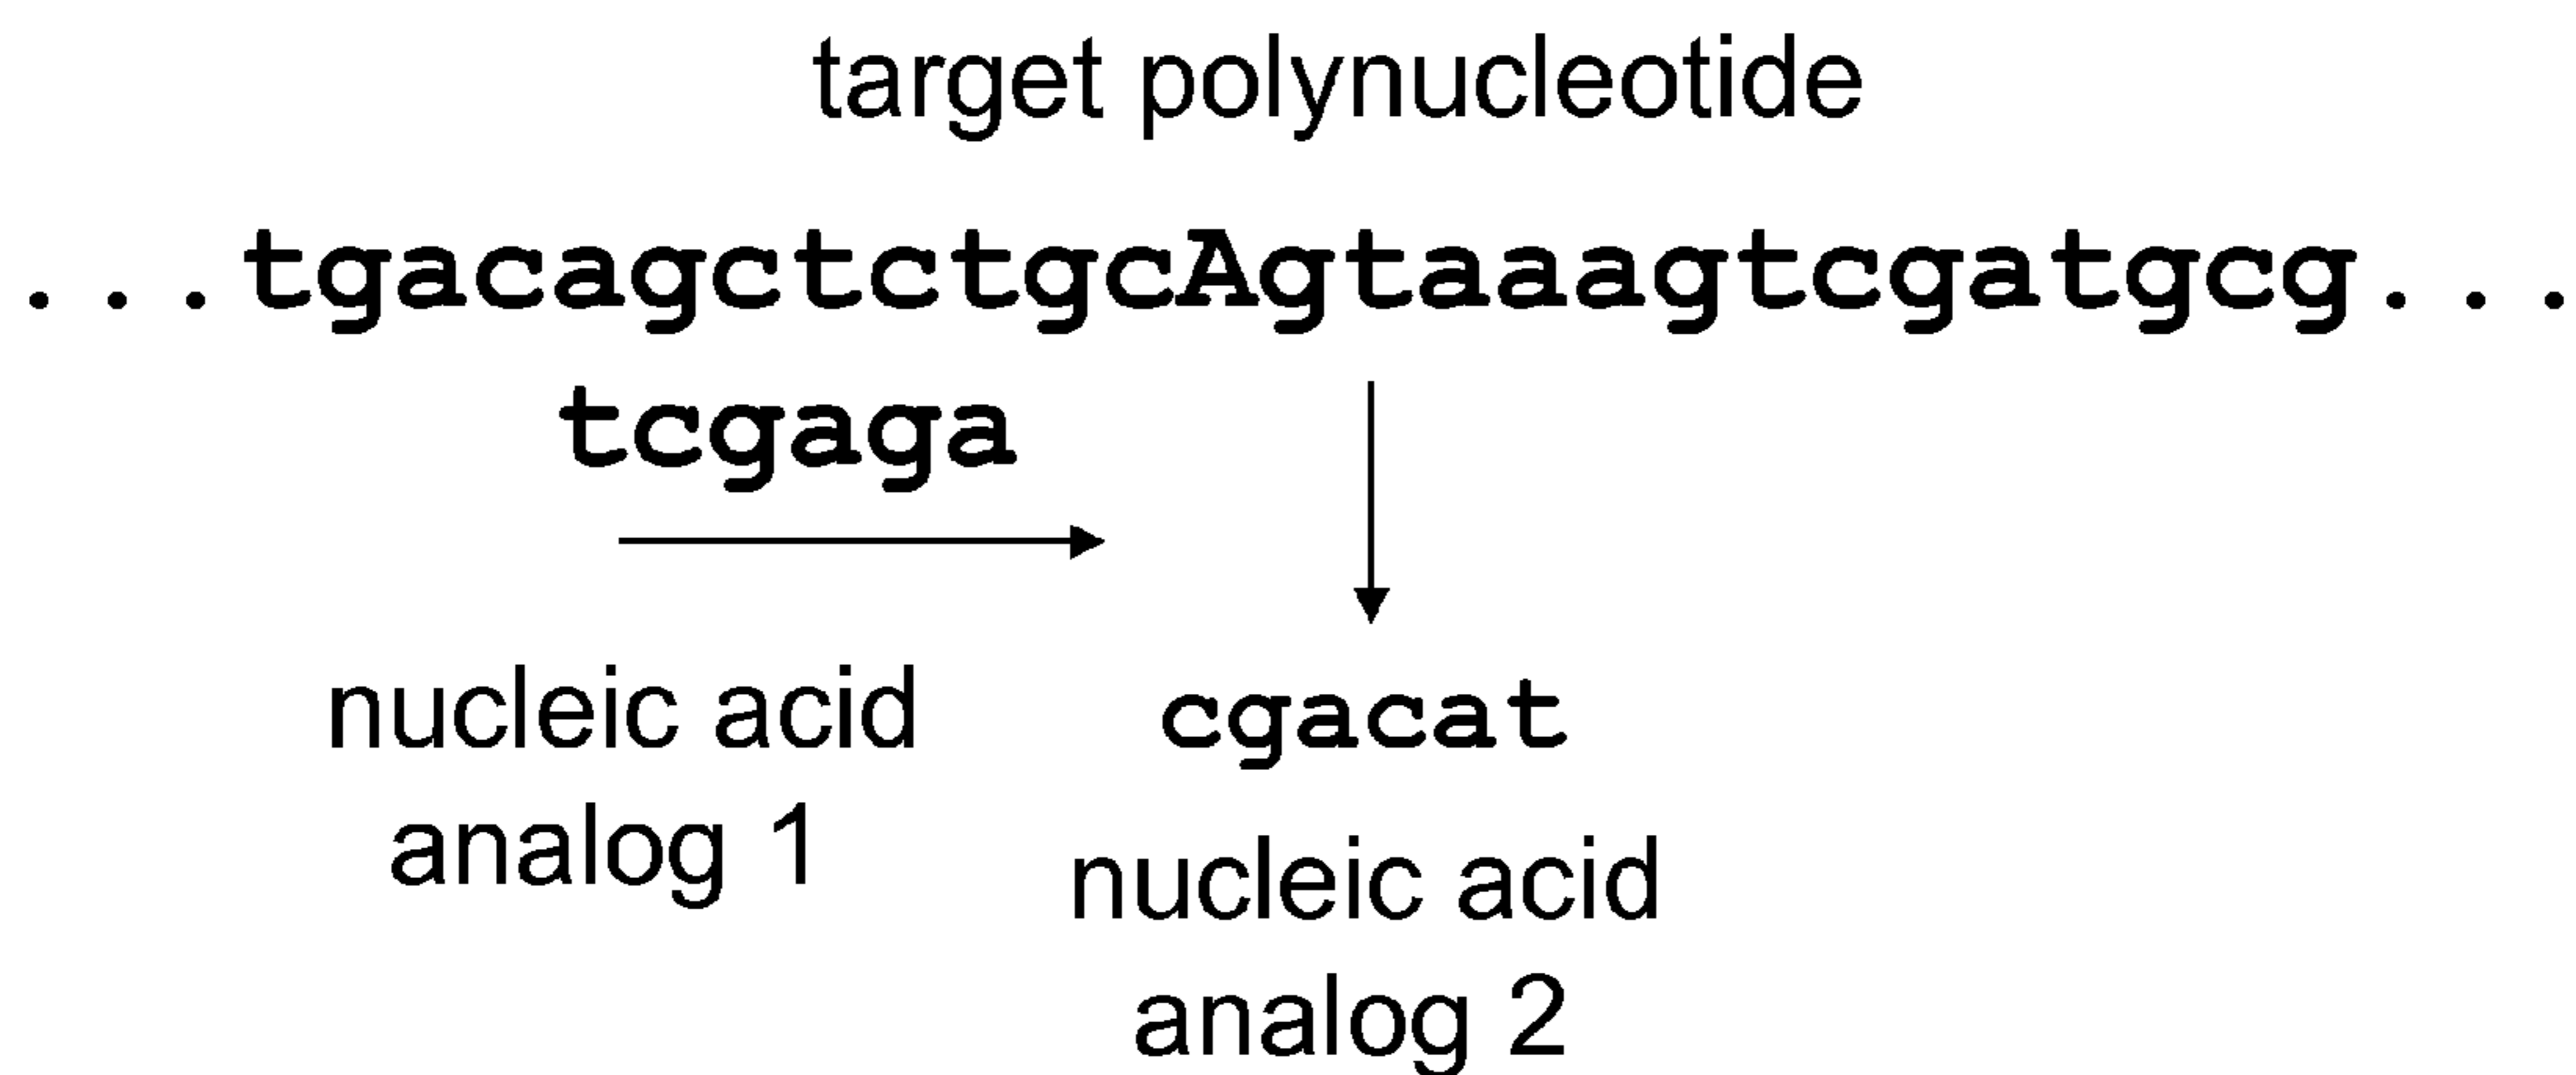 target polynucleotide
...tgacagctctgcAgtaaagtcgatgcg...
tcgaga
nucleic acid
analog 1
cgacat
nucleic acid
analog 2